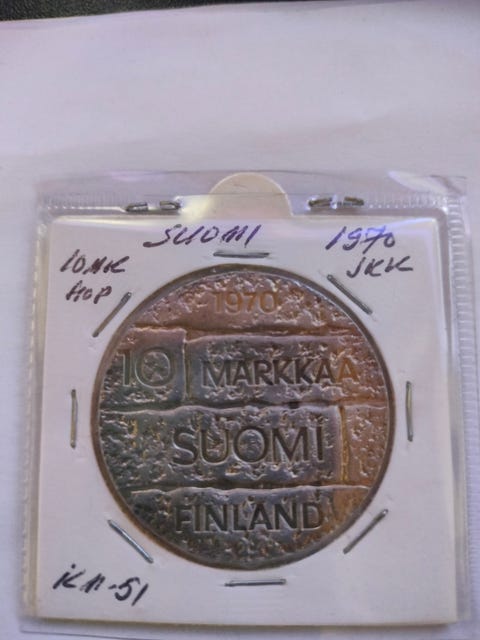 SUOMI
1970
10MK
JKK
HOP
1970
10 MARKKAA
SUOMI
FINLAND
KM-51